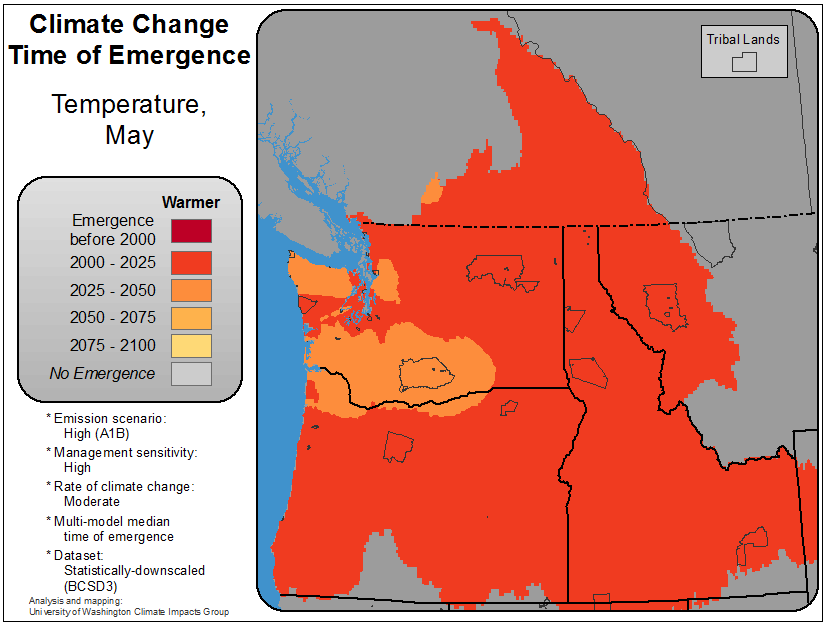 Climate Change
Time of Emergence
Temperature,
May
Warmer
Emergence
before 2000
2000 - 2025
2025 - 2050
2050 - 2075
2075 - 2100
No Emergence
* Emission scenario:
High (A1B)
* Management sensitivity:
High
* Rate of climate change:
Moderate
* Multi-model median
time of emergence
* Dataset:
Statistically-downscaled
(BCSD3)
Analysis and mapping:
University of Washington Climate Impacts Group
Tribal Lands